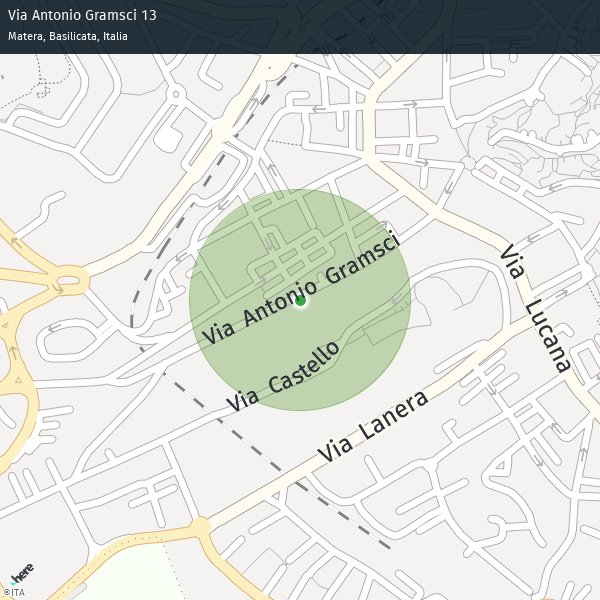 Via Antonio Gramsci 13
Matera, Basilicata, Italia
Via Antonio Gramsci
Via Lucana
Via Castello
Via Lanera
here
©ITA